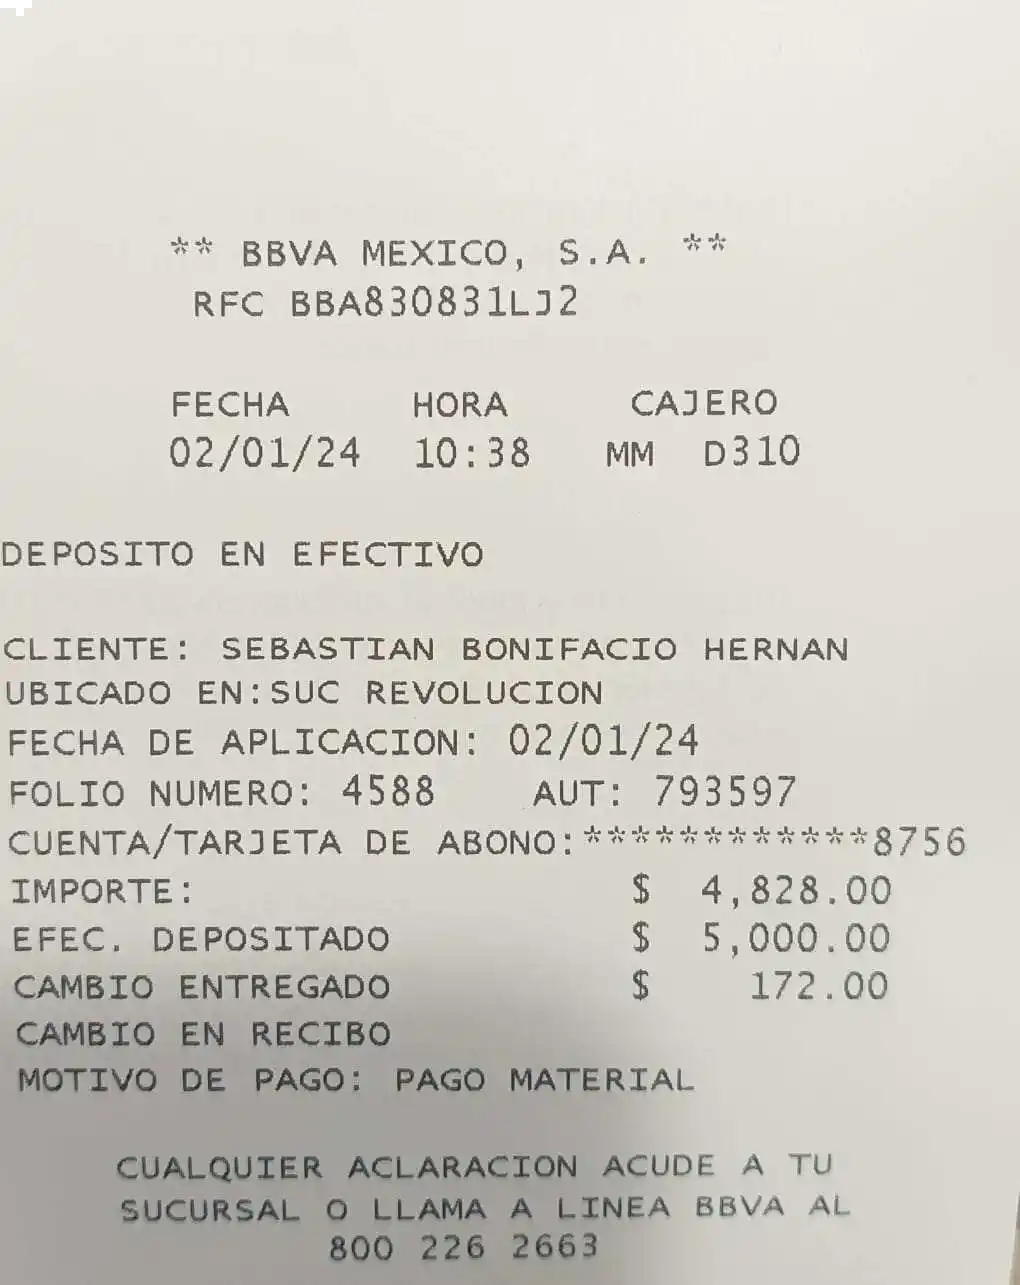 ** BBVA MEXICO, S.A. **
RFC BBA830831LJ2
FECHA HORA CAJERO
02/01/24 10:38 MM D310
DEPOSITO EN EFECTIVO
CLIENTE: SEBASTIAN BONIFACIO HERNAN
UBICADO EN:SUC REVOLUCION
FECHA DE APLICACION: 02/01/24
FOLIO NUMERO: 4588 AUT: 793597
CUENTA/TARJETA DE ABONO:************8756
IMPORTE: $ 4,828.00
EFEC. DEPOSITADO $ 5,000.00
CAMBIO ENTREGADO $ 172.00
CAMBIO EN RECIBO
MOTIVO DE PAGO: PAGO MATERIAL
CUALQUIER ACLARACION ACUDE A TU
SUCURSAL O LLAMA A LINEA BBVA AL
800 226 2663